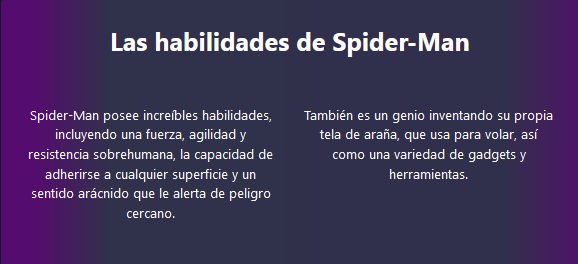 Las habilidades de Spider-Man
Spider-Man posee increíbles habilidades,
incluyendo una fuerza, agilidad y
resistencia sobrehumana, la capacidad de
adherirse a cualquier superficie y un
sentido arácnido que le alerta de peligro
cercano.
También es un genio inventando su propia
tela de araña, que usa para volar, así
como una variedad de gadgets y
herramientas.